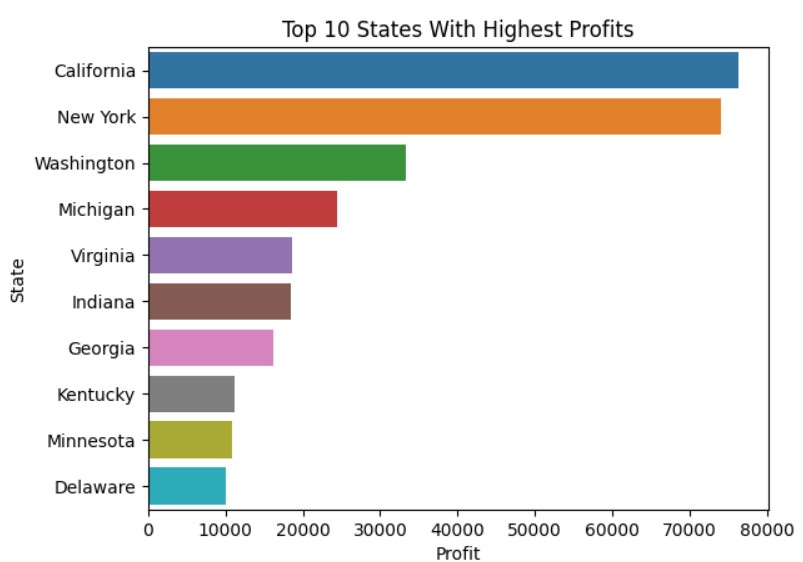 Top 10 States With Highest Profits
State
California
New York
Washington
Michigan
Virginia
Indiana
Georgia
Kentucky
Minnesota
Delaware
0 10000 20000 30000 40000 50000 60000 70000 80000
Profit